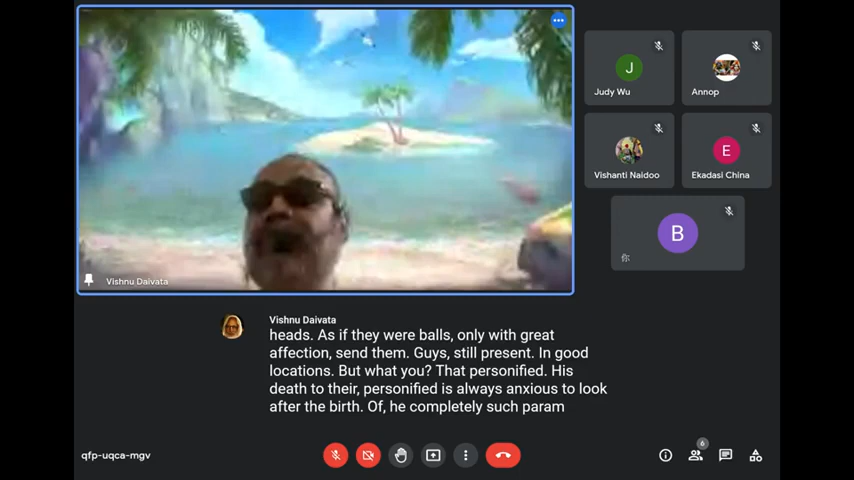 J
Judy Wu
Annop
Vishanti Naidoo
E
Ekadasi China
B
你
Vishnu Daivata
Vishnu Daivata
heads. As if they were balls, only with great
affection, send them. Guys, still present. In good
locations. But what you? That personified. His
death to their, personified is always anxious to look
after the birth. Of, he completely such param
qfp-uqca-mgv
6